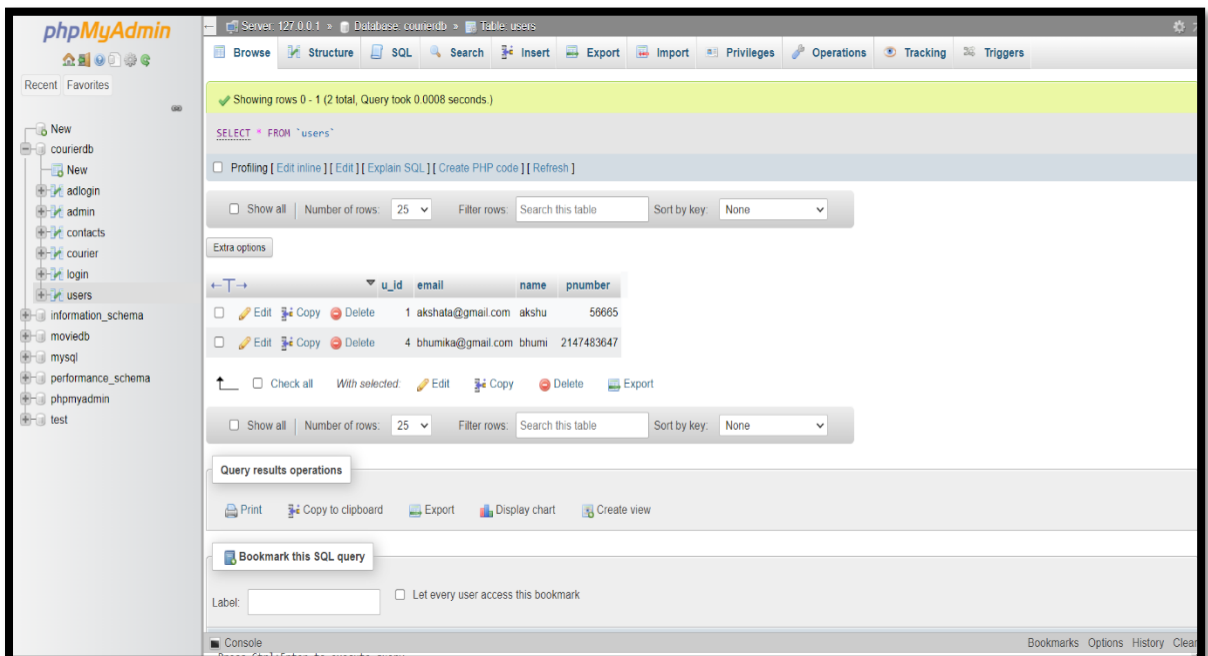 phpMyAdmin
Recent Favorites
New
courierdb
New
adlogin
admin
contacts
courier
login
users
information_schema
moviedb
mysql
performance_schema
phpmyadmin
test
Server: 127.0.0.1 » Database: courierdb » Table: users
Browse Structure SQL Search Insert Export Import Privileges Operations Tracking Triggers
Showing rows 0 - 1 (2 total, Query took 0.0008 seconds.)
SELECT * FROM `users`
Profiling [ Edit inline ] [ Edit ] [ Explain SQL ] [ Create PHP code ] [ Refresh ]
Show all | Number of rows: 25 Filter rows: Search this table Sort by key: None
Extra options
←T→ u_id email name pnumber
Edit Copy Delete 1 akshata@gmail.com akshu 56665
Edit Copy Delete 4 bhumika@gmail.com bhumi 2147483647
Check all With selected: Edit Copy Delete Export
Show all | Number of rows: 25 Filter rows: Search this table Sort by key: None
Query results operations
Print Copy to clipboard Export Display chart Create view
Bookmark this SQL query
Label: Let every user access this bookmark
Console Bookmarks Options History Clear